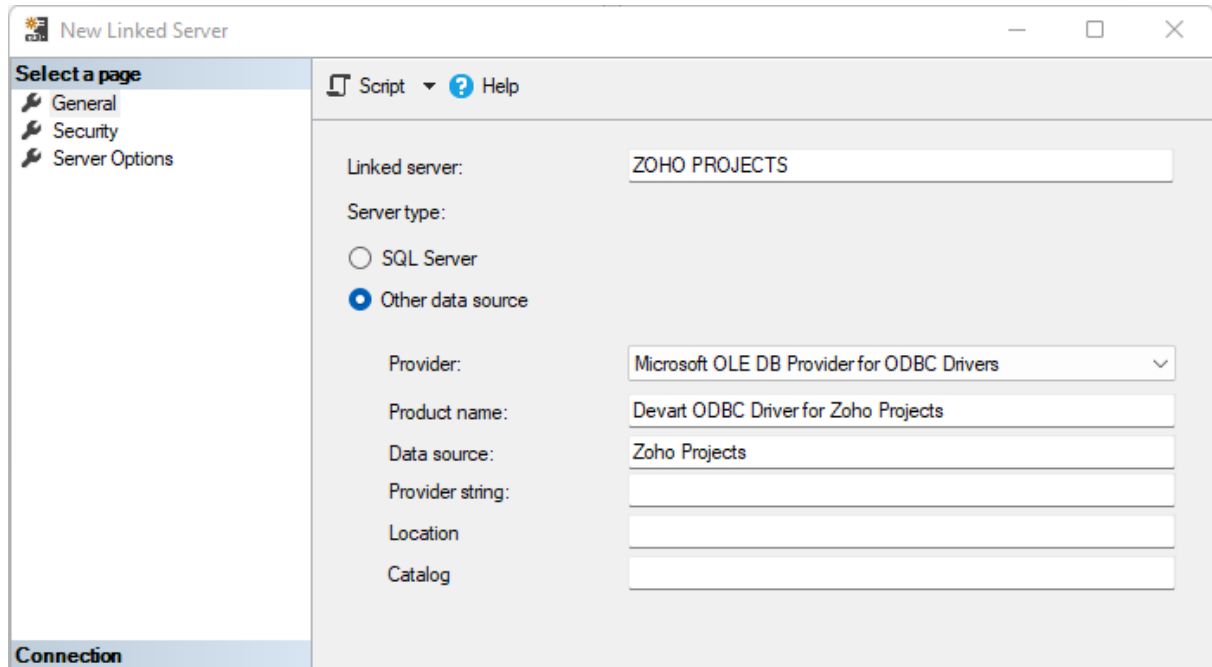 New Linked Server
Select a page
General
Security
Server Options
Script
Help
Linked server: ZOHO PROJECTS
Server type:
SQL Server
Other data source
Provider: Microsoft OLE DB Provider for ODBC Drivers
Product name: Devart ODBC Driver for Zoho Projects
Data source: Zoho Projects
Provider string:
Location
Catalog
Connection